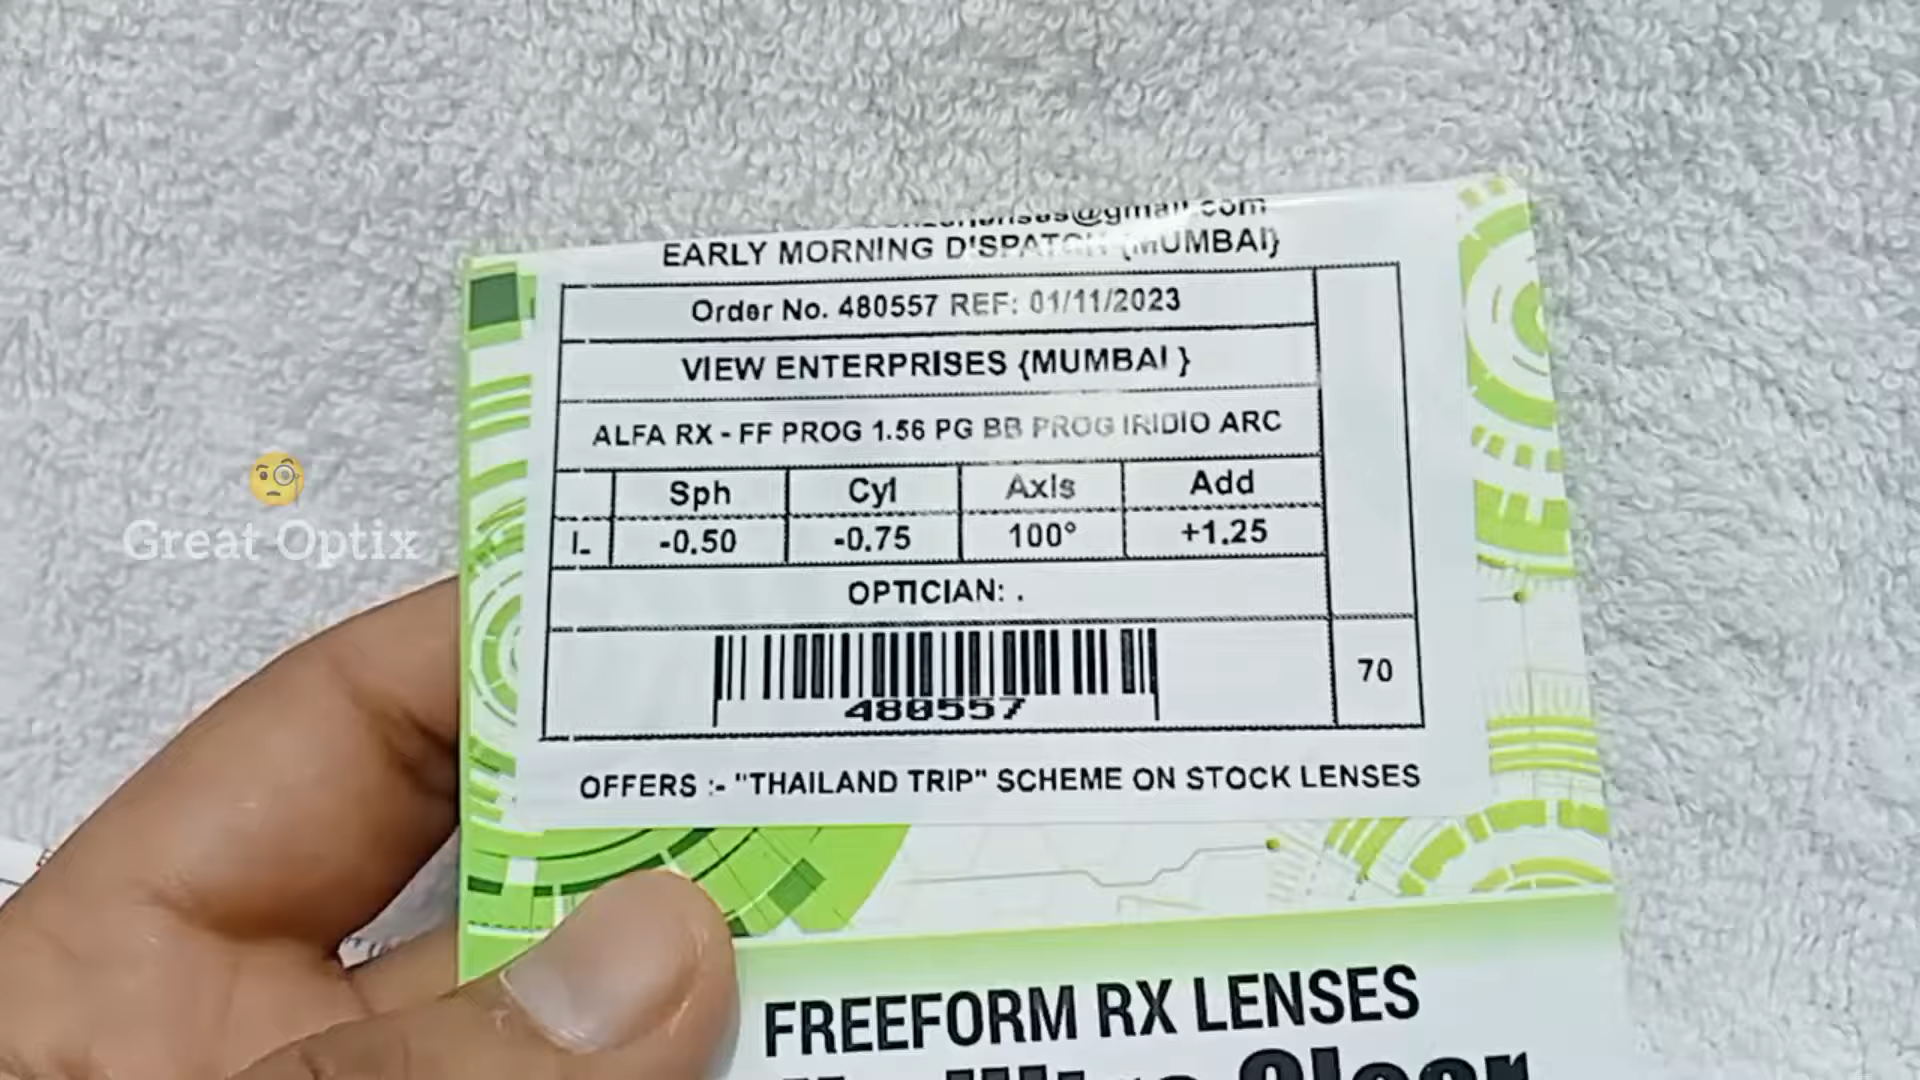 EARLY MORNING DISPATCH {MUMBAI}
Order No. 480557 REF: 01/11/2023
VIEW ENTERPRISES {MUMBAI }
ALFA RX - FF PROG 1.56 PG BB PROG IRIDIO ARC
Sph Cyl Axis Add
L -0.50 -0.75 100° +1.25
OPTICIAN: .
480557
70
OFFERS :- "THAILAND TRIP" SCHEME ON STOCK LENSES
Great Optix
FREEFORM RX LENSES